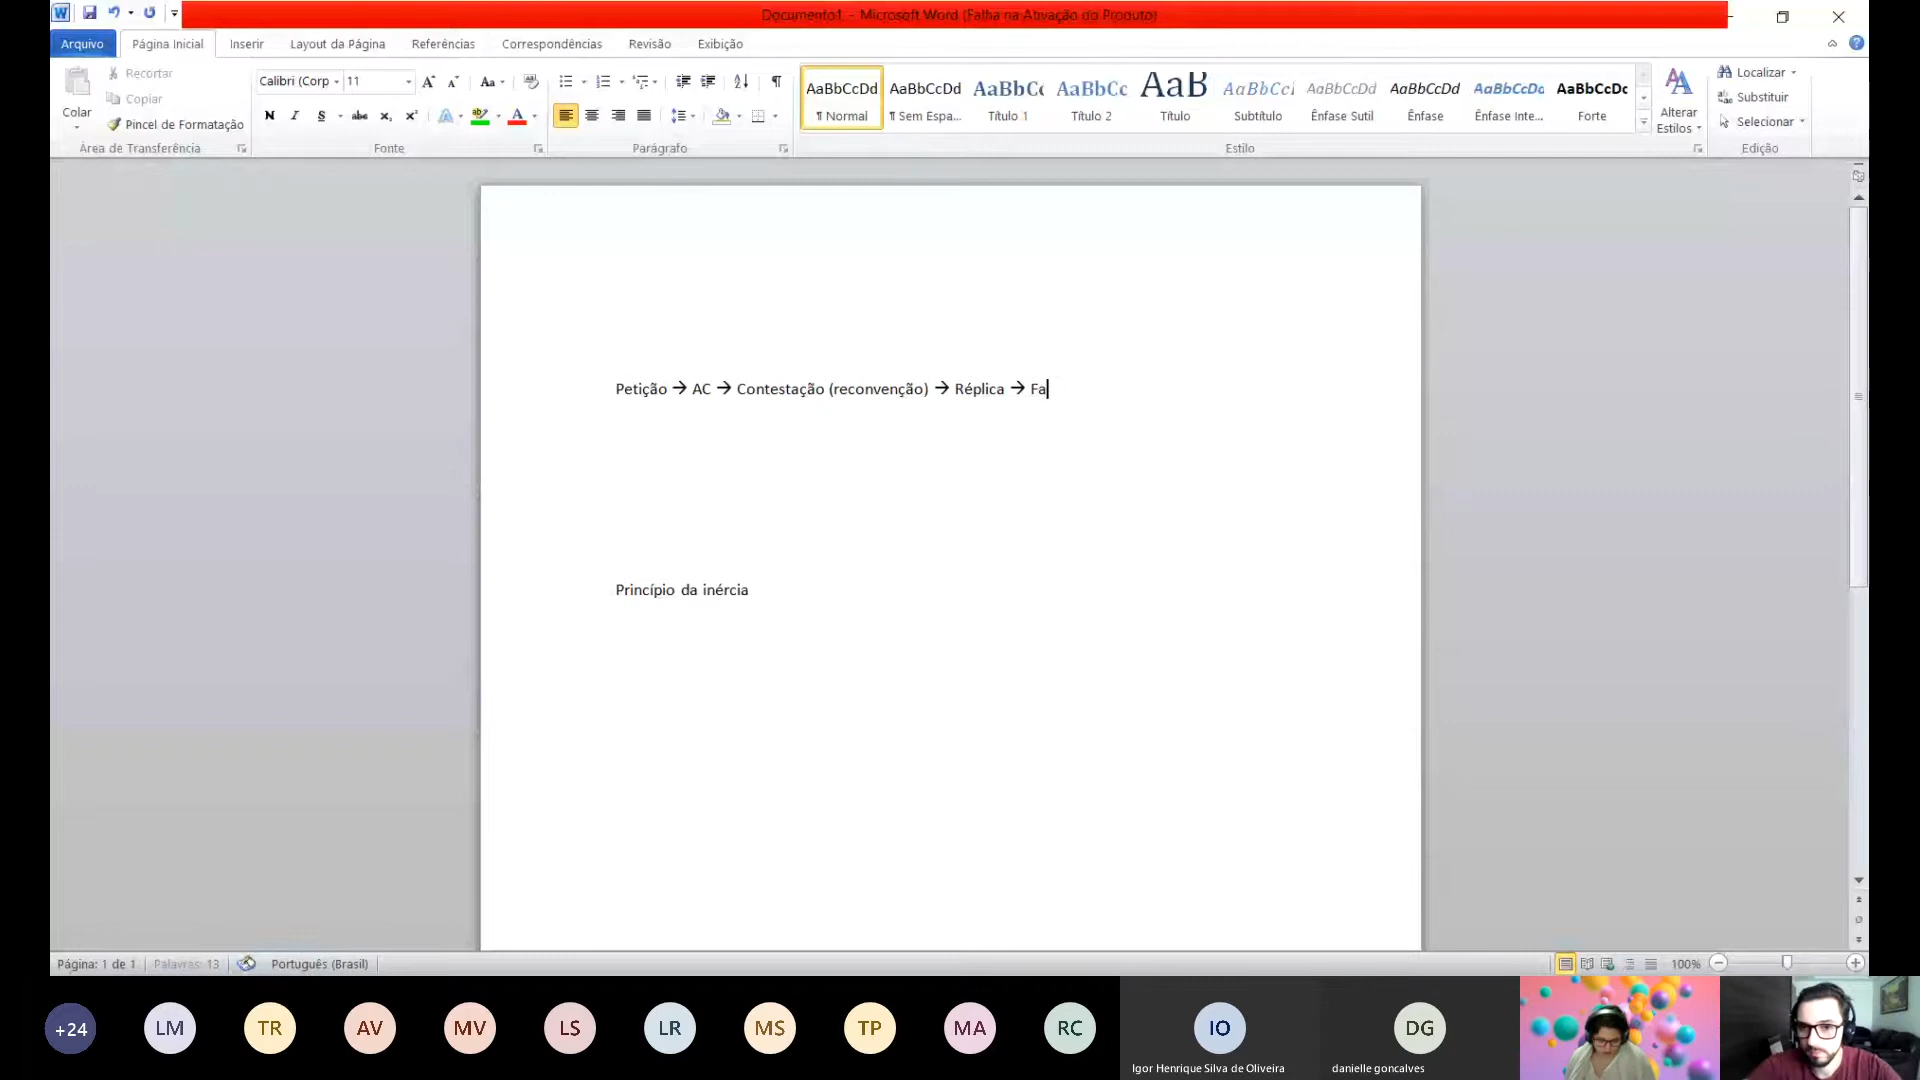 Documento1 - Microsoft Word (Falha na Ativação do Produto)
Arquivo Página Inicial Inserir Layout da Página Referências Correspondências Revisão Exibição
Colar
Recortar
Copiar
Pincel de Formatação
Área de Transferência
Calibri (Corp 11
N I S abc x₂ x²
Fonte
Parágrafo
AaBbCcDd AaBbCcDd AaBbC AaBbCc AaB AaBbCcI AaBbCcDd AaBbCcDd AaBbCcDc AaBbCcDc
¶ Normal ¶ Sem Espa... Título 1 Título 2 Título Subtítulo Ênfase Sutil Ênfase Ênfase Inte... Forte
Estilo
Alterar
Estilos
Localizar
Substituir
Selecionar
Edição
Petição → AC → Contestação (reconvenção) → Réplica → Fa
Princípio da inércia
Página: 1 de 1 Palavras: 13 Português (Brasil) 100%
+24 LM TR AV MV LS LR MS TP MA RC IO DG
Igor Henrique Silva de Oliveira danielle goncalves